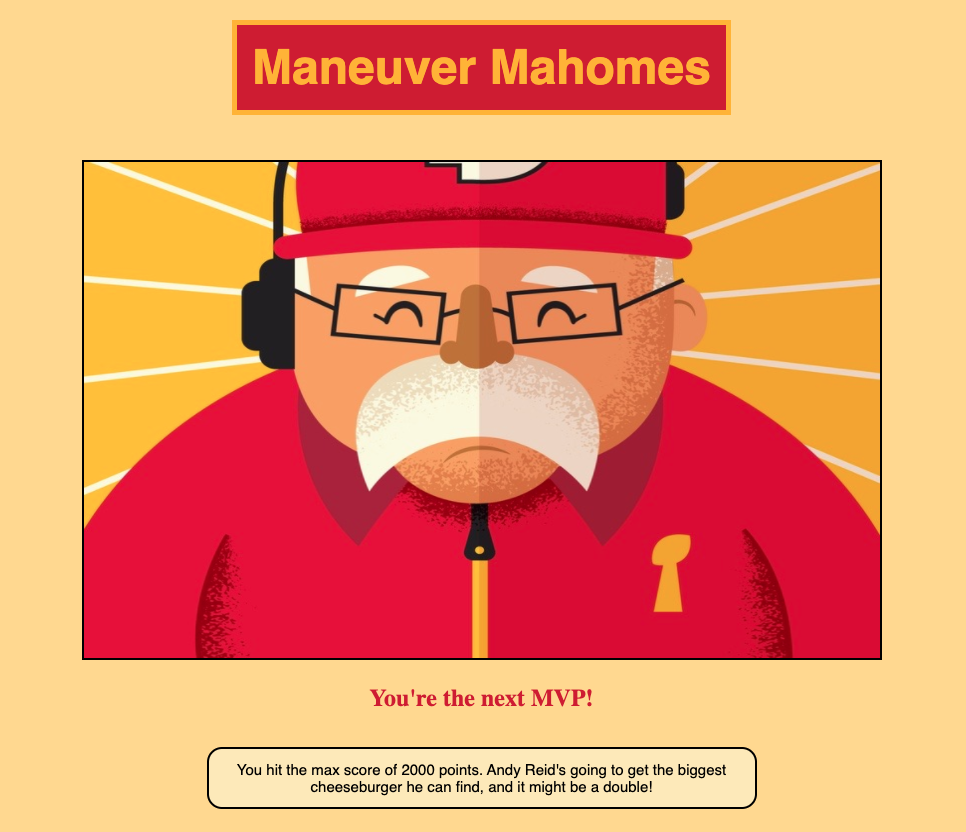 Maneuver Mahomes
You're the next MVP!
You hit the max score of 2000 points. Andy Reid's going to get the biggest
cheeseburger he can find, and it might be a double!